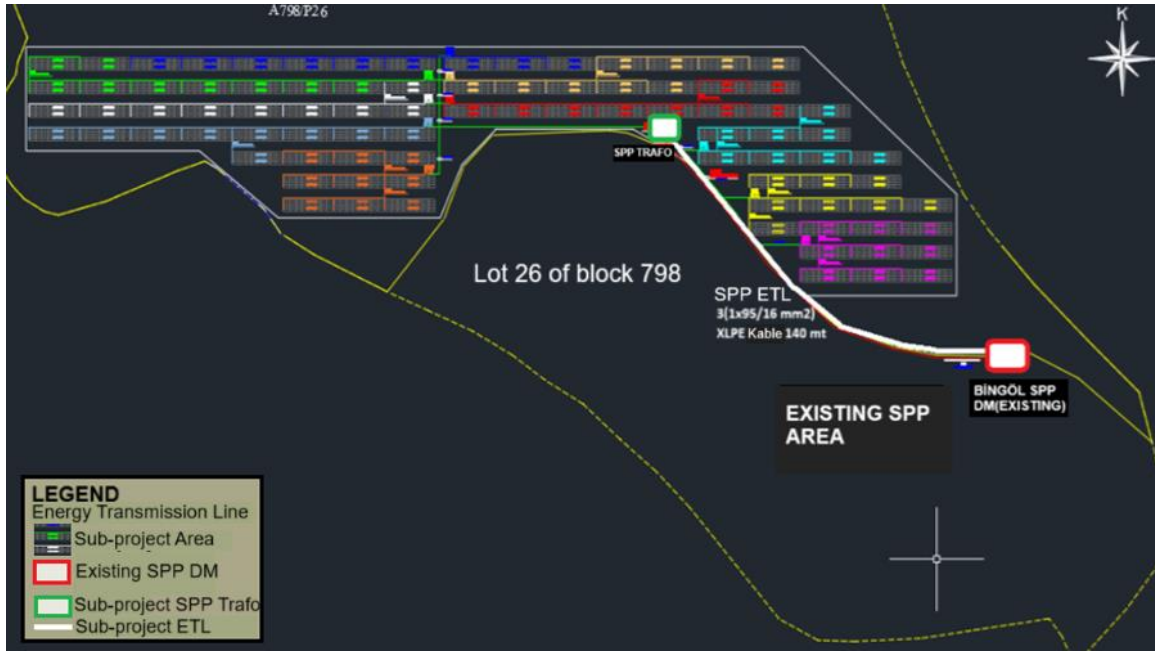 A798/P26
K
SPP TRAFO
Lot 26 of block 798
SPP ETL
3(1x95/16 mm2)
XLPE Kable 140 mt
BİNGÖL SPP
DM(EXISTING)
EXISTING SPP
AREA
LEGEND
Energy Transmission Line
Sub-project Area
Existing SPP DM
Sub-project SPP Trafo
Sub-project ETL